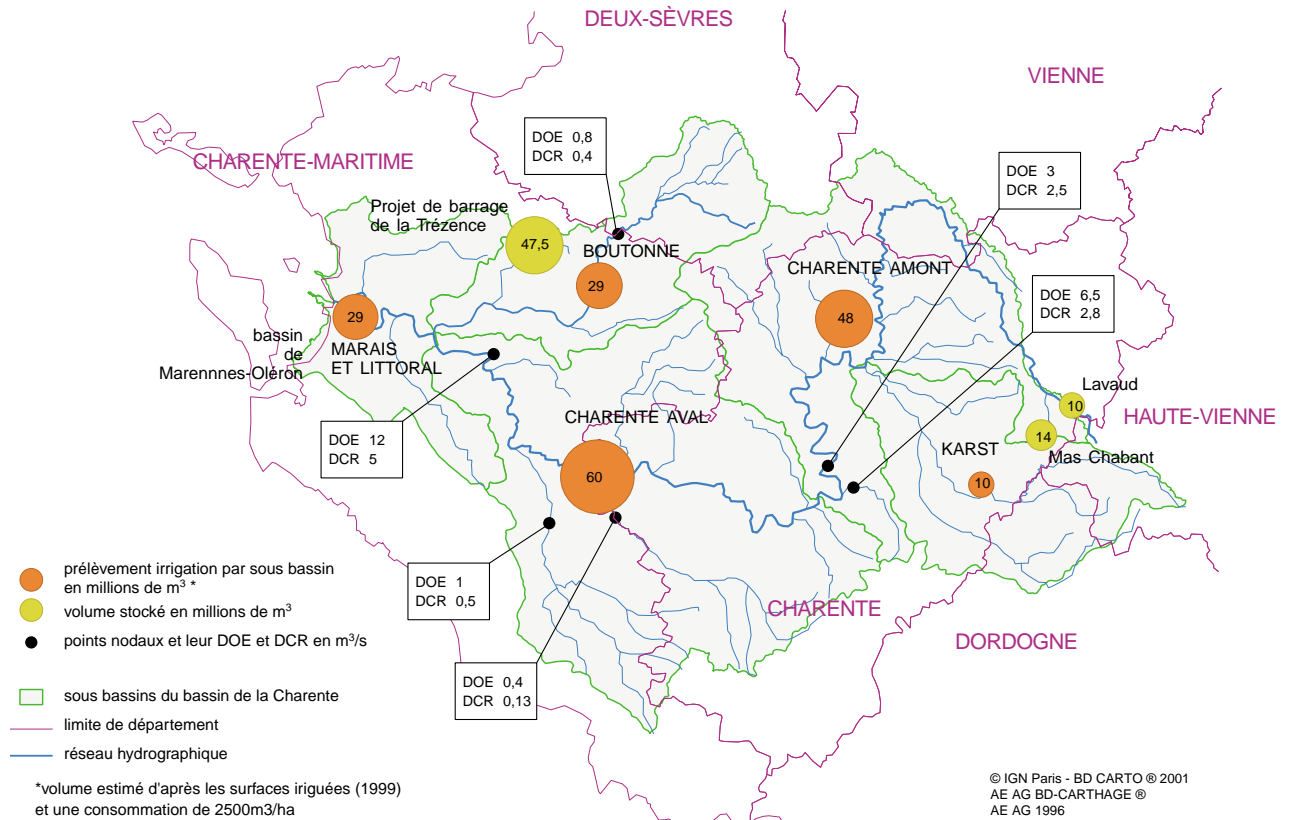 DEUX-SÈVRES
VIENNE
CHARENTE-MARITIME
DOE 0,8
DCR 0,4
DOE 3
DCR 2,5
Projet de barrage
de la Trézence
47,5
BOUTONNE
29
CHARENTE AMONT
48
DOE 6,5
DCR 2,8
29
MARAIS
ET LITTORAL
bassin
de
Marennnes-Oléron
Lavaud
10
HAUTE-VIENNE
14
Mas Chabant
KARST
10
CHARENTE AVAL
60
DOE 12
DCR 5
DOE 1
DCR 0,5
DOE 0,4
DCR 0,13
CHARENTE
DORDOGNE
prélèvement irrigation par sous bassin
en millions de m³ *
volume stocké en millions de m³
points nodaux et leur DOE et DCR en m³/s
sous bassins du bassin de la Charente
limite de département
réseau hydrographique
*volume estimé d'après les surfaces iriguées (1999)
et une consommation de 2500m3/ha
© IGN Paris - BD CARTO ® 2001
AE AG BD-CARTHAGE ®
AE AG 1996